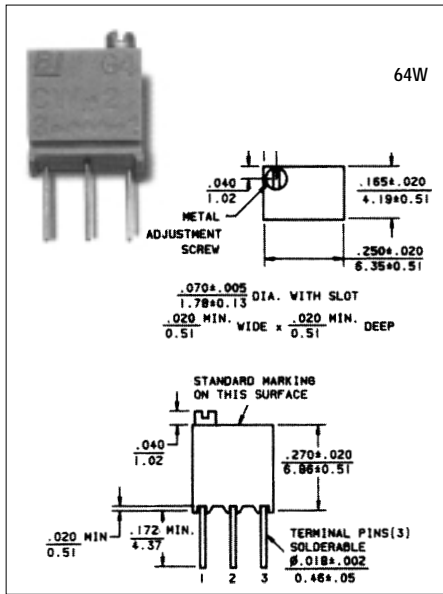 64W
.040
1.02
METAL
ADJUSTMENT
SCREW
.165±.020
4.19±0.51
.250±.020
6.35±0.51
.070±.005
1.78±0.13 DIA. WITH SLOT
.020 MIN.
0.51 WIDE x .020 MIN.
0.51 DEEP
STANDARD MARKING
ON THIS SURFACE
.040
1.02
.270±.020
6.86±0.51
.020 MIN
0.51
.172 MIN.
4.37
TERMINAL PINS(3)
SOLDERABLE
Ø.018±.002
0.46±.05
1 2 3